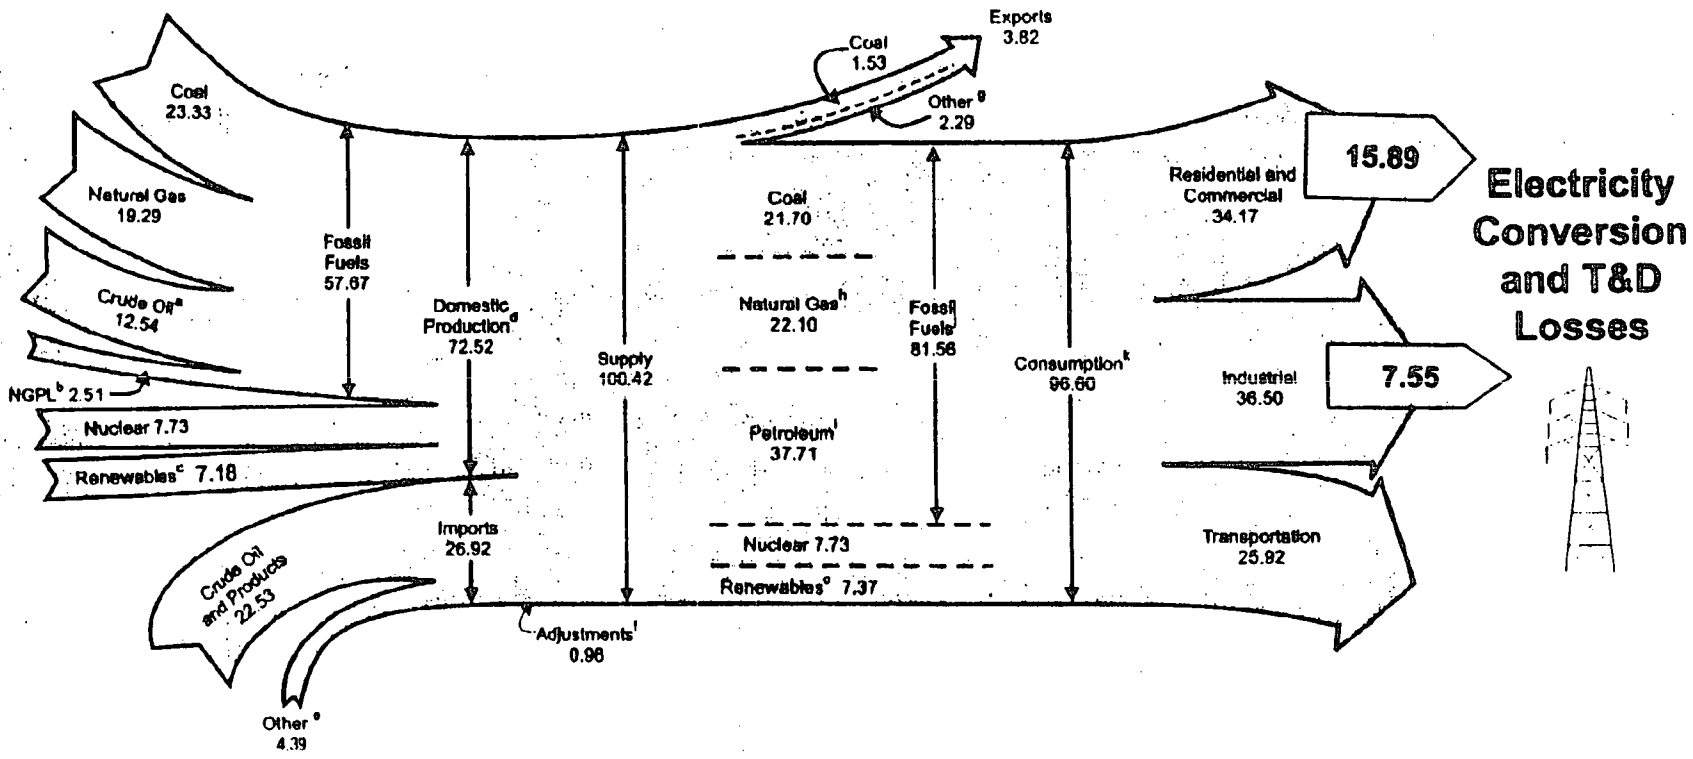 Exports
3.82
Coal
1.53
Other g
2.29
Coal
23.33
Natural Gas
19.29
Crude Oil a
12.54
NGPL b 2.51
Nuclear 7.73
Renewables c 7.18
Fossil
Fuels
57.67
Domestic
Production d
72.52
Imports
26.92
Crude Oil
and Products
22.53
Other e
4.39
Adjustments f
0.98
Supply
100.42
Coal
21.70
Natural Gas h
22.10
Petroleum i
37.71
Nuclear 7.73
Renewables c 7.37
Fossil
Fuels j
81.56
Consumption k
96.60
Residential and
Commercial
34.17
Industrial
36.50
Transportation
25.92
15.89
7.55
Electricity
Conversion
and T&D
Losses